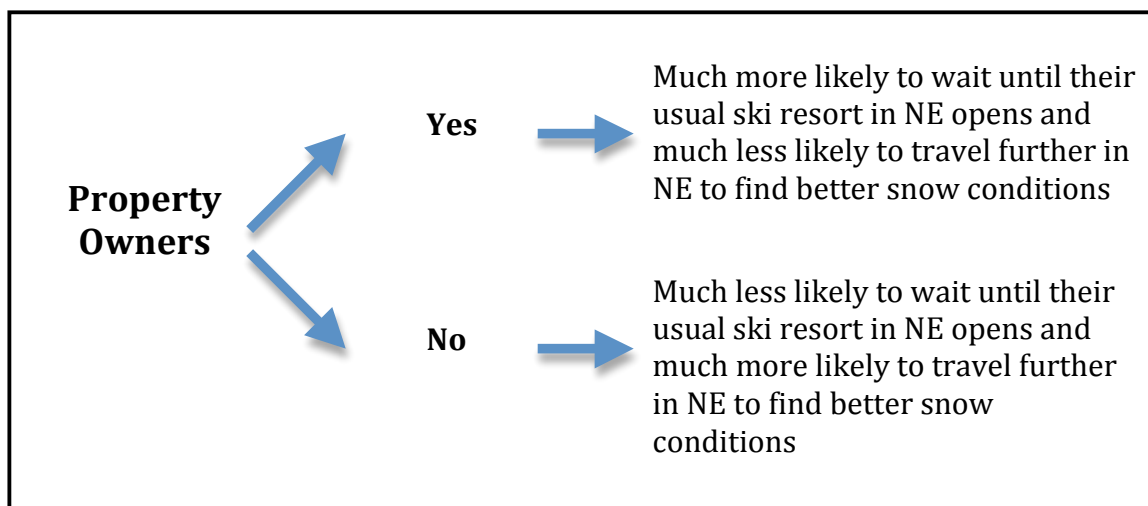 Property
Owners
Yes
Much more likely to wait until their
usual ski resort in NE opens and
much less likely to travel further in
NE to find better snow conditions
No
Much less likely to wait until their
usual ski resort in NE opens and
much more likely to travel further
in NE to find better snow
conditions